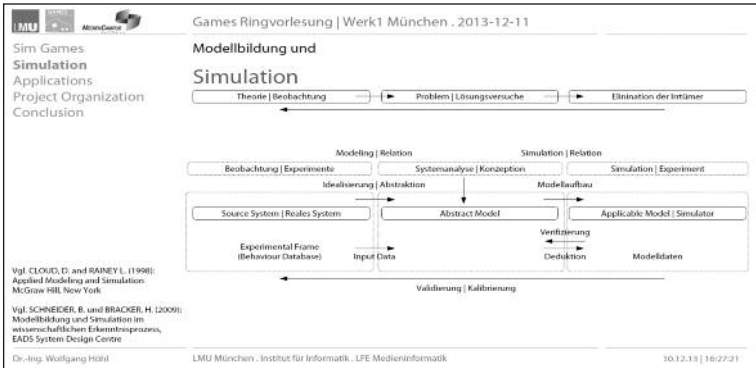 LMU
MEDIENCAMPUS
Games Ringvorlesung | Werk1 München . 2013-12-11
Sim Games
Simulation
Applications
Project Organization
Conclusion
Modellbildung und
Simulation
Theorie | Beobachtung
Problem | Lösungsversuche
Elinination der Irrtümer
Modeling | Relation
Simulation | Relation
Beobachtung | Experimente
Systemanalyse | Konzeption
Simulation | Experiment
Idealisierung | Abstraktion
Modellaufbau
Source System | Reales System
Abstract Model
Applicable Model | Simulator
Verifizierung
Experimental Frame
(Behaviour Database)
Input Data
Deduktion
Modelldaten
Validierung | Kalibrierung
Vgl. CLOUD, D. and RAINEY L. (1998):
Applied Modeling and Simulation
McGraw Hill, New York
Vgl. SCHNEIDER, B. und BRACKER, H. (2009):
Modellbildung und Simulation im
wissenschaftlichen Erkenntnisprozess,
EADS System Design Centre
Dr.-Ing. Wolfgang Höhl
LMU München . Institut für Informatik . LFE Medieninformatik
10.12.13 | 16:27:21